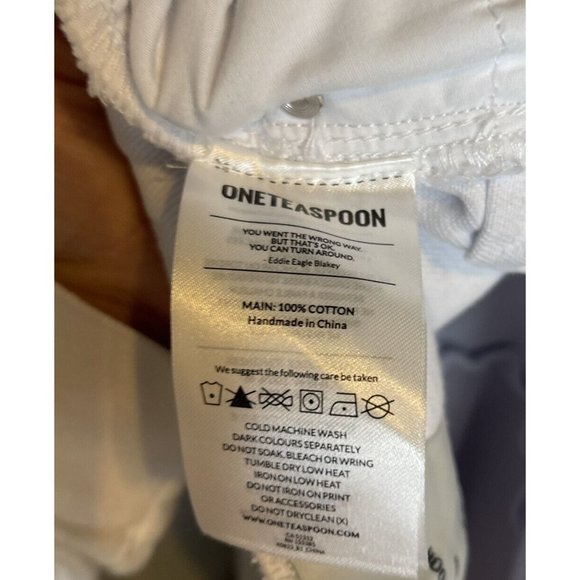 ONETEASPOON
YOU WENT THE WRONG WAY.
BUT THAT'S OK.
YOU CAN TURN AROUND.
- Eddie Eagle Blakey
MAIN: 100% COTTON
Handmade in China
We suggest the following care be taken
COLD MACHINE WASH
DARK COLOURS SEPARATELY
DO NOT SOAK, BLEACH OR WRING
TUMBLE DRY LOW HEAT
IRON ON LOW HEAT
DO NOT IRON ON PRINT
OR ACCESSORIES
DO NOT DRYCLEAN (X)
WWW.ONETEASPOON.COM